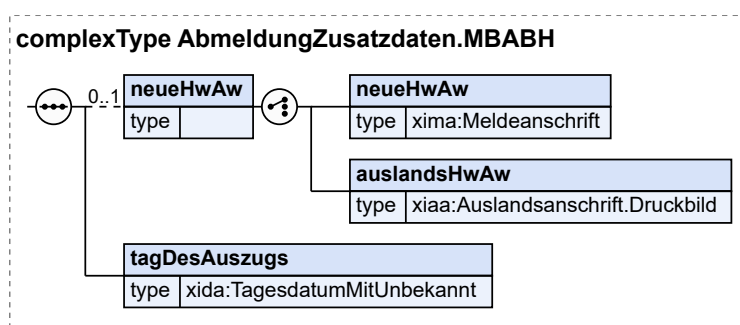 complexType AbmeldungZusatzdaten.MBABH
0..1
neueHwAw
type
neueHwAw
type xima:Meldeanschrift
auslandsHwAw
type xiaa:Auslandsanschrift.Druckbild
tagDesAuszugs
type xida:TagesdatumMitUnbekannt